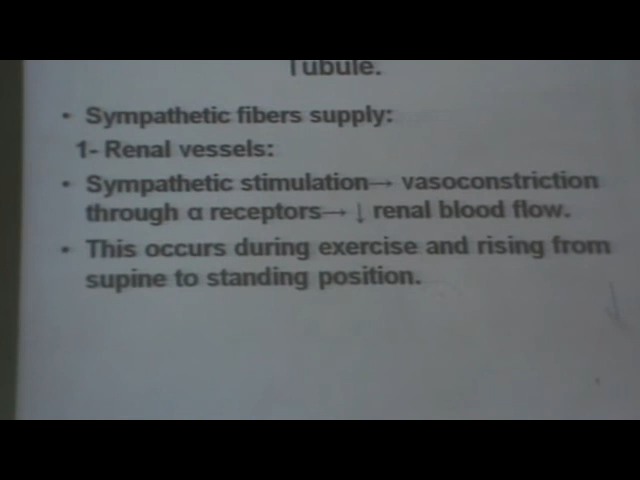 Tubule.
• Sympathetic fibers supply:
1- Renal vessels:
• Sympathetic stimulation→ vasoconstriction
through α receptors→ ↓ renal blood flow.
• This occurs during exercise and rising from
supine to standing position.